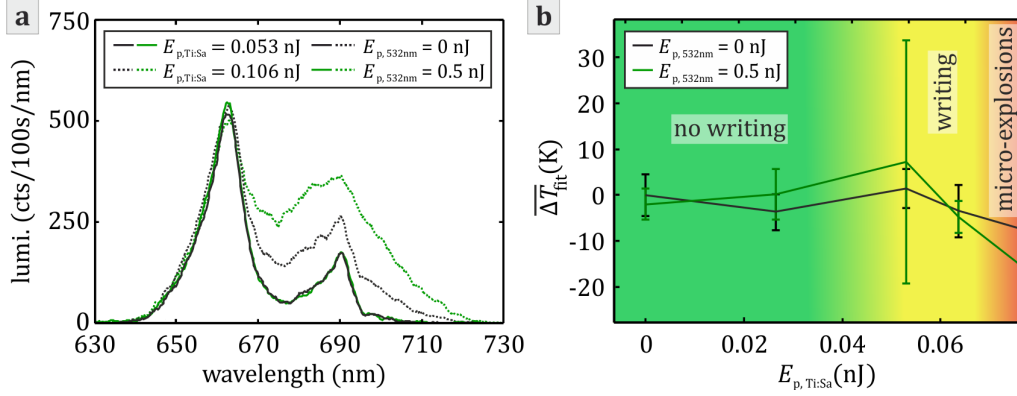 a
lumi. (cts/100s/nm)
750
500
250
0
E_p,Ti:Sa = 0.053 nJ
E_p,Ti:Sa = 0.106 nJ
E_p,532nm = 0 nJ
E_p,532nm = 0.5 nJ
630 650 670 690 710 730
wavelength (nm)
b
ΔT̅_fit(K)
30
20
10
0
-10
-20
E_p,532nm = 0 nJ
E_p,532nm = 0.5 nJ
no writing
writing
micro-explosions
0 0.02 0.04 0.06
E_p,Ti:Sa(nJ)